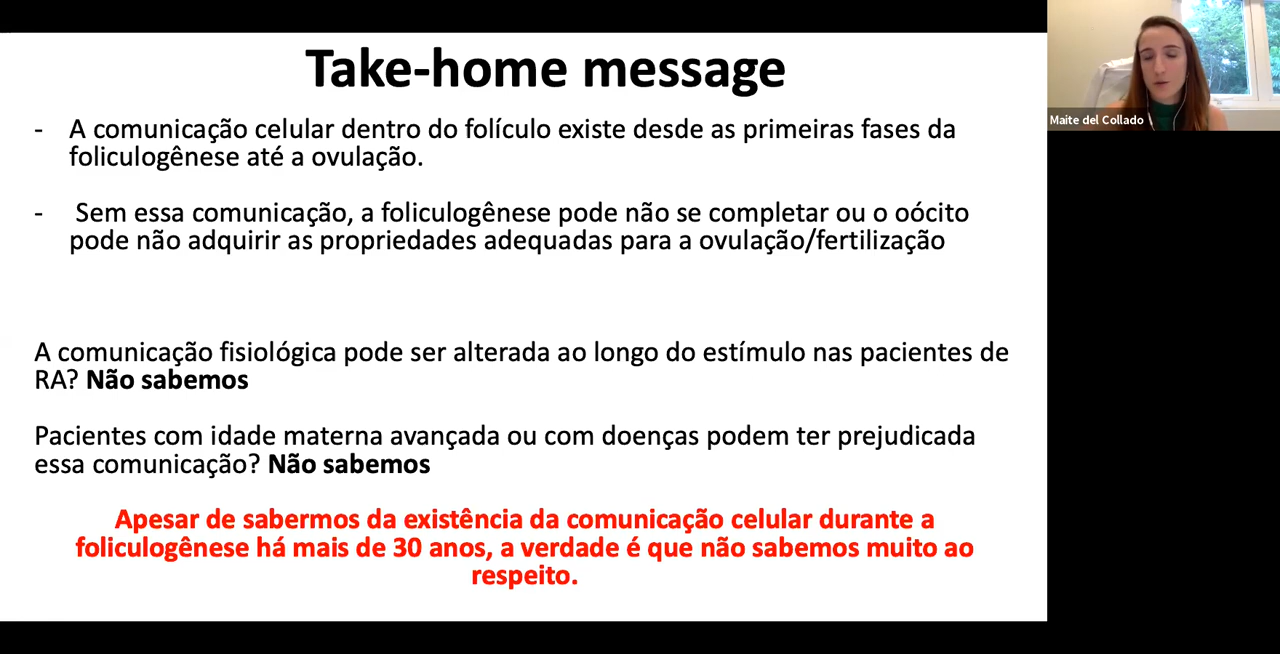 Take-home message
- A comunicação celular dentro do folículo existe desde as primeiras fases da
foliculogênese até a ovulação.
- Sem essa comunicação, a foliculogênese pode não se completar ou o oócito
pode não adquirir as propriedades adequadas para a ovulação/fertilização
A comunicação fisiológica pode ser alterada ao longo do estímulo nas pacientes de
RA? Não sabemos
Pacientes com idade materna avançada ou com doenças podem ter prejudicada
essa comunicação? Não sabemos
Apesar de sabermos da existência da comunicação celular durante a
foliculogênese há mais de 30 anos, a verdade é que não sabemos muito ao
respeito.
Maite del Collado